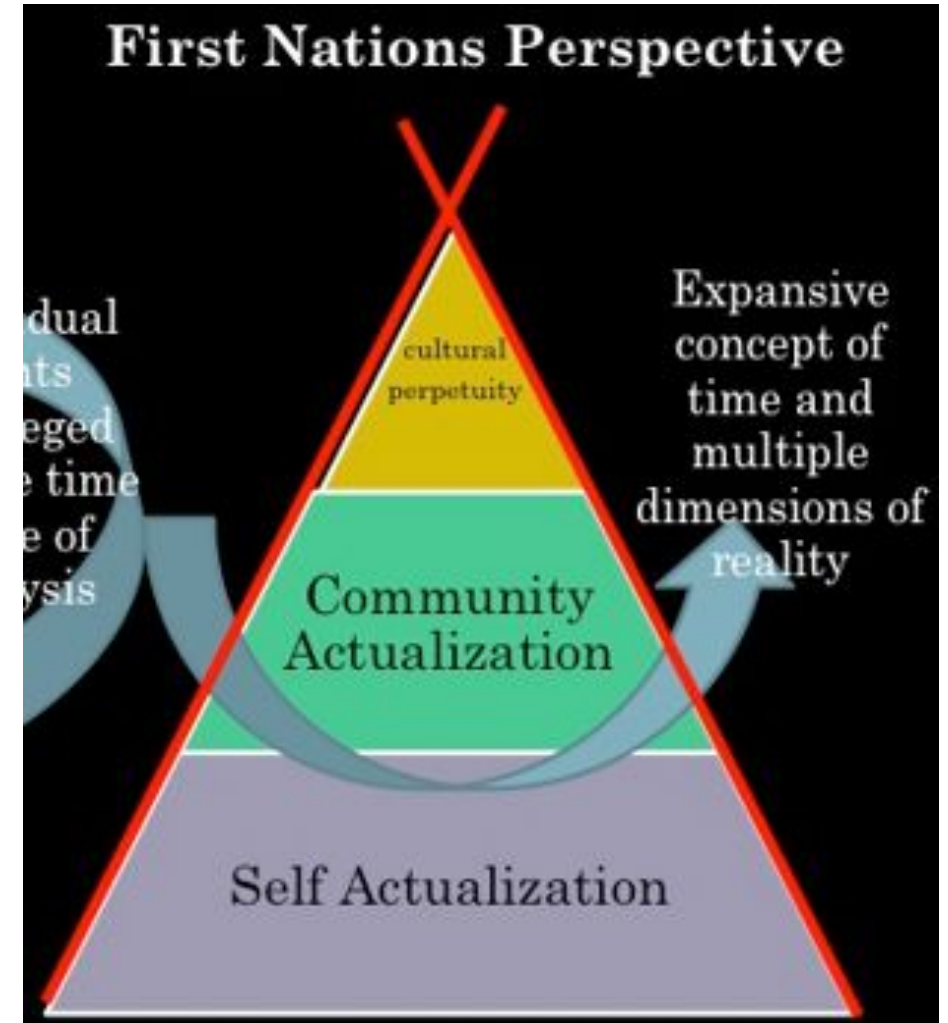 First Nations Perspective
dual
nts
eged
e time
e of
ysis
cultural
perpetuity
Expansive
concept of
time and
multiple
dimensions of
reality
Community
Actualization
Self Actualization